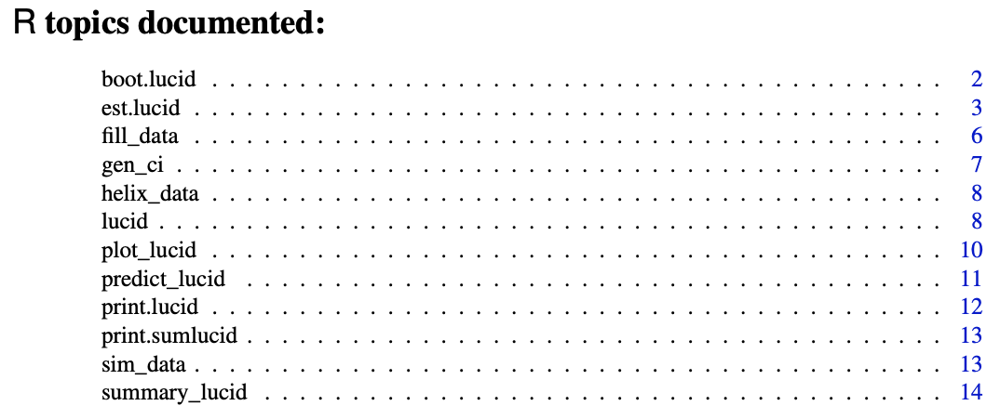 R topics documented:
boot.lucid . . . . . . . . . . . . . . . . . . . . . . . . . . . . . . . . . . . . . . . . . . 2
est.lucid . . . . . . . . . . . . . . . . . . . . . . . . . . . . . . . . . . . . . . . . . . . 3
fill_data . . . . . . . . . . . . . . . . . . . . . . . . . . . . . . . . . . . . . . . . . . . 6
gen_ci . . . . . . . . . . . . . . . . . . . . . . . . . . . . . . . . . . . . . . . . . . . . 7
helix_data . . . . . . . . . . . . . . . . . . . . . . . . . . . . . . . . . . . . . . . . . . 8
lucid . . . . . . . . . . . . . . . . . . . . . . . . . . . . . . . . . . . . . . . . . . . . . 8
plot_lucid . . . . . . . . . . . . . . . . . . . . . . . . . . . . . . . . . . . . . . . . . . 10
predict_lucid . . . . . . . . . . . . . . . . . . . . . . . . . . . . . . . . . . . . . . . . 11
print.lucid . . . . . . . . . . . . . . . . . . . . . . . . . . . . . . . . . . . . . . . . . . 12
print.sumlucid . . . . . . . . . . . . . . . . . . . . . . . . . . . . . . . . . . . . . . . . 13
sim_data . . . . . . . . . . . . . . . . . . . . . . . . . . . . . . . . . . . . . . . . . . . 13
summary_lucid . . . . . . . . . . . . . . . . . . . . . . . . . . . . . . . . . . . . . . . 14